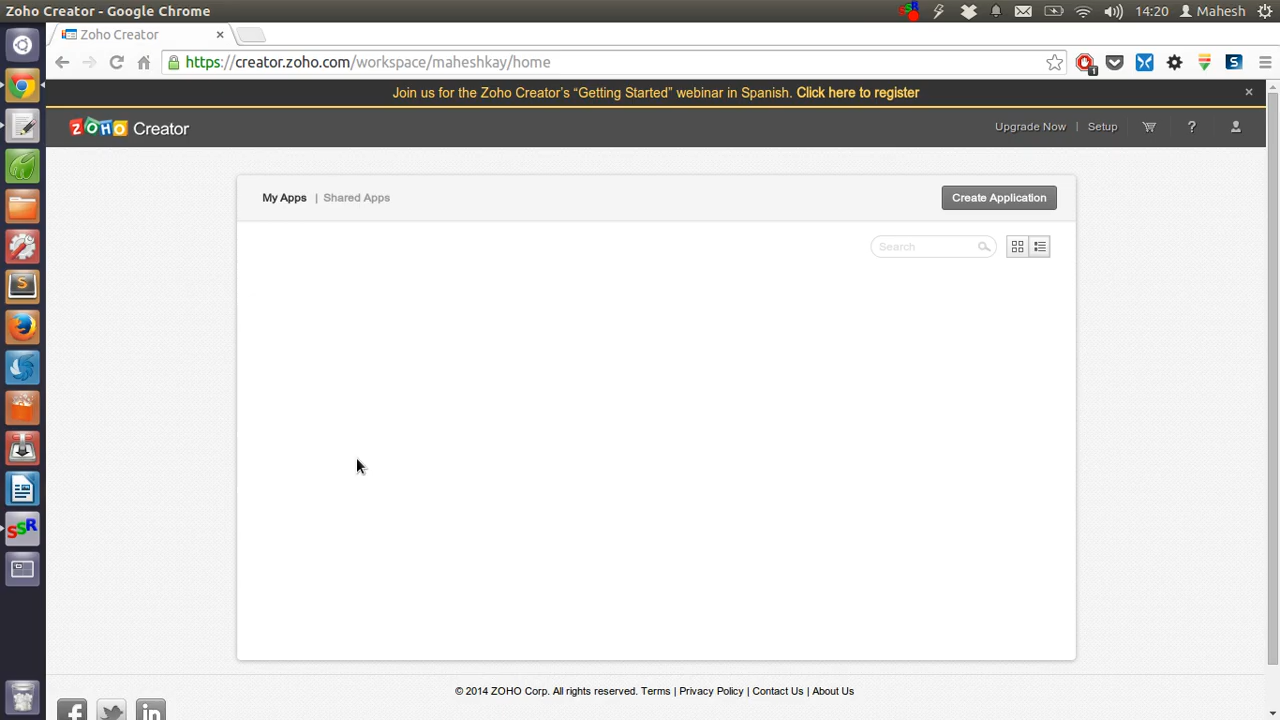 Zoho Creator - Google Chrome
14:20
Mahesh
Zoho Creator
https://creator.zoho.com/workspace/maheshkay/home
Join us for the Zoho Creator’s “Getting Started” webinar in Spanish. Click here to register
ZOHO Creator
Upgrade Now | Setup
My Apps | Shared Apps
Create Application
Search
© 2014 ZOHO Corp. All rights reserved. Terms | Privacy Policy | Contact Us | About Us